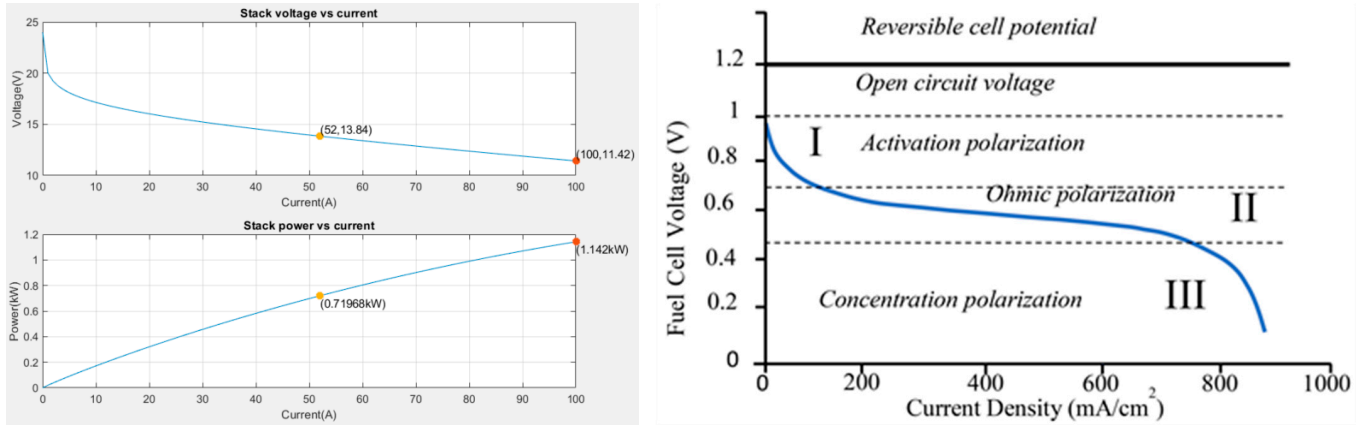 Stack voltage vs current
25
20
15
10
Voltage(V)
(52,13.84)
(100,11.42)
0 10 20 30 40 50 60 70 80 90 100
Current(A)
Stack power vs current
1.2
1
0.8
0.6
0.4
0.2
0
Power(kW)
(1.142kW)
(0.71968kW)
0 10 20 30 40 50 60 70 80 90 100
Current(A)
Reversible cell potential
1.2
Open circuit voltage
1
I
Activation polarization
0.8
Ohmic polarization
II
0.6
0.4
Concentration polarization
III
0.2
0
Fuel Cell Voltage (V)
0 200 400 600 800 1000
Current Density (mA/cm²)